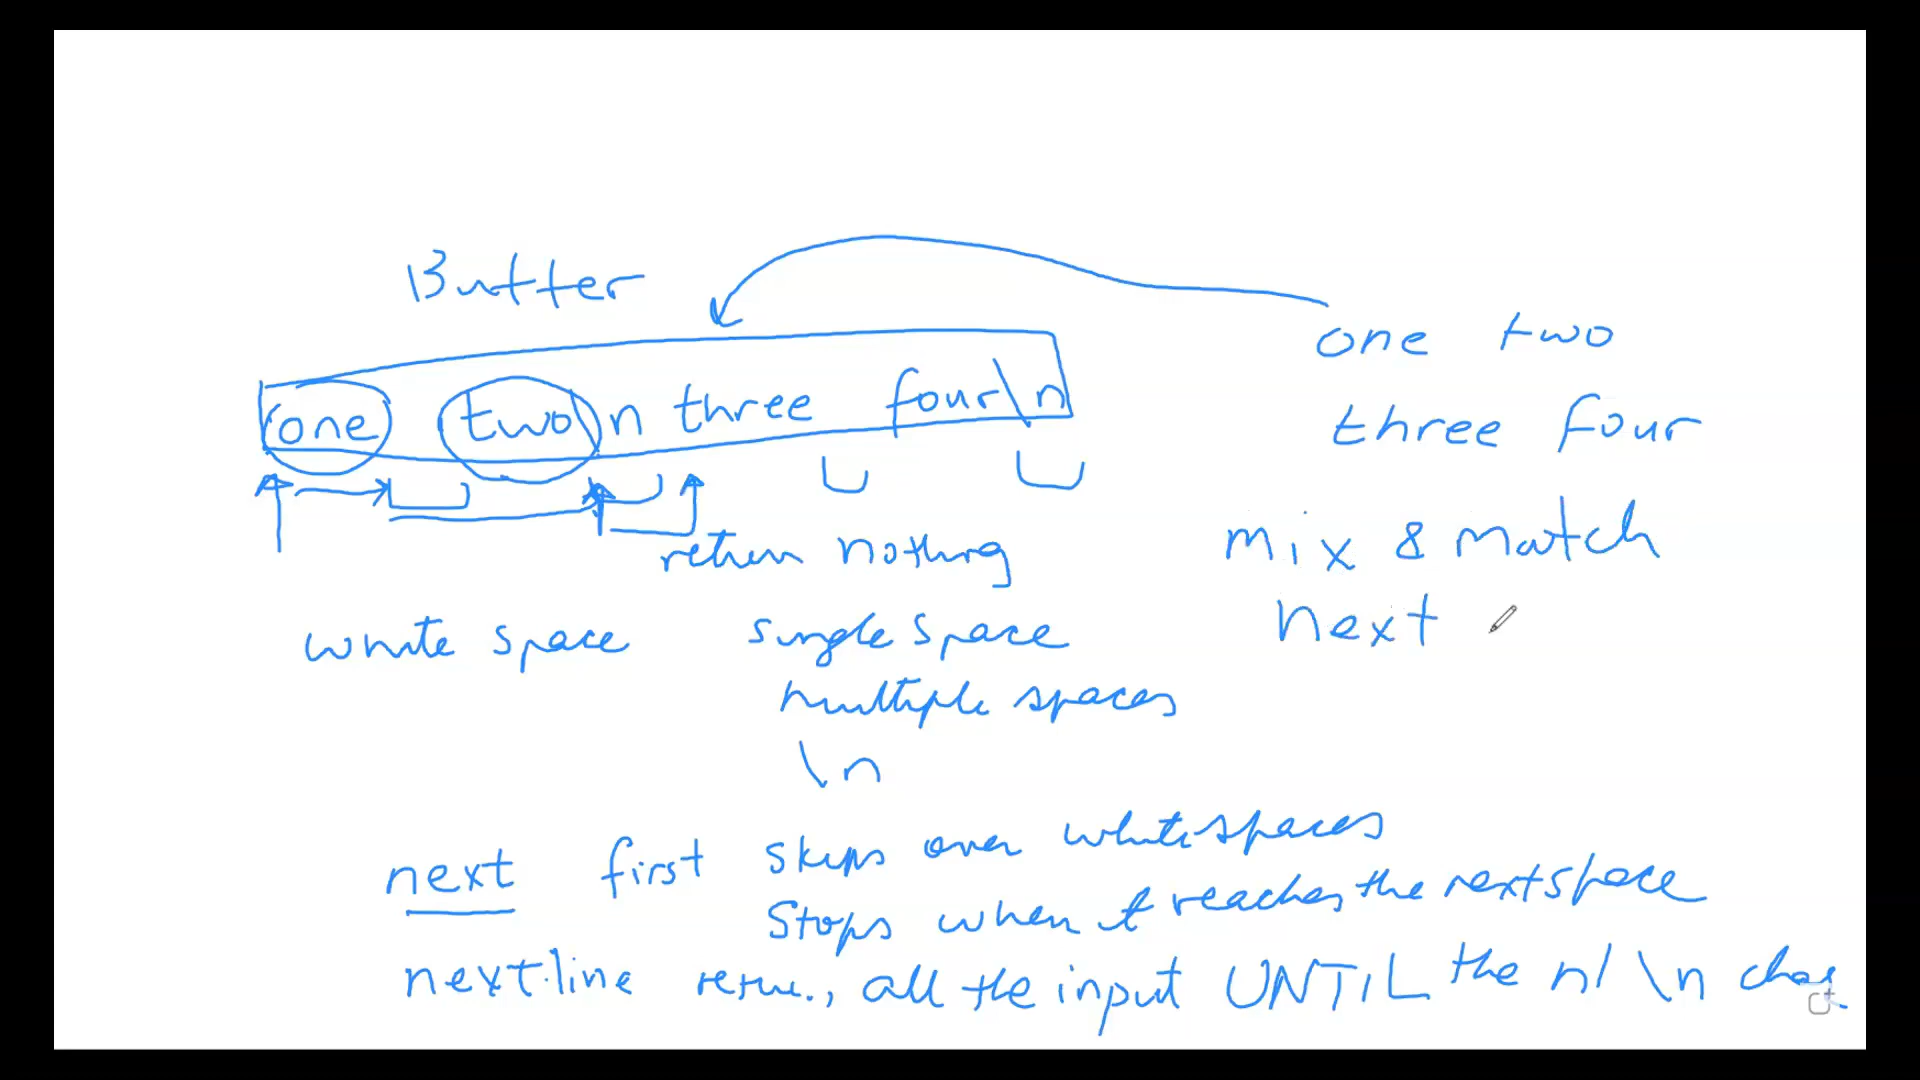 Buffer
one two
one two\n three four\n
three four
return nothing
mix & match
next
white space single space
multiple spaces
\n
next first skips over whitespaces
Stops when it reaches the next space
next.line all the input UNTIL the nl \n char